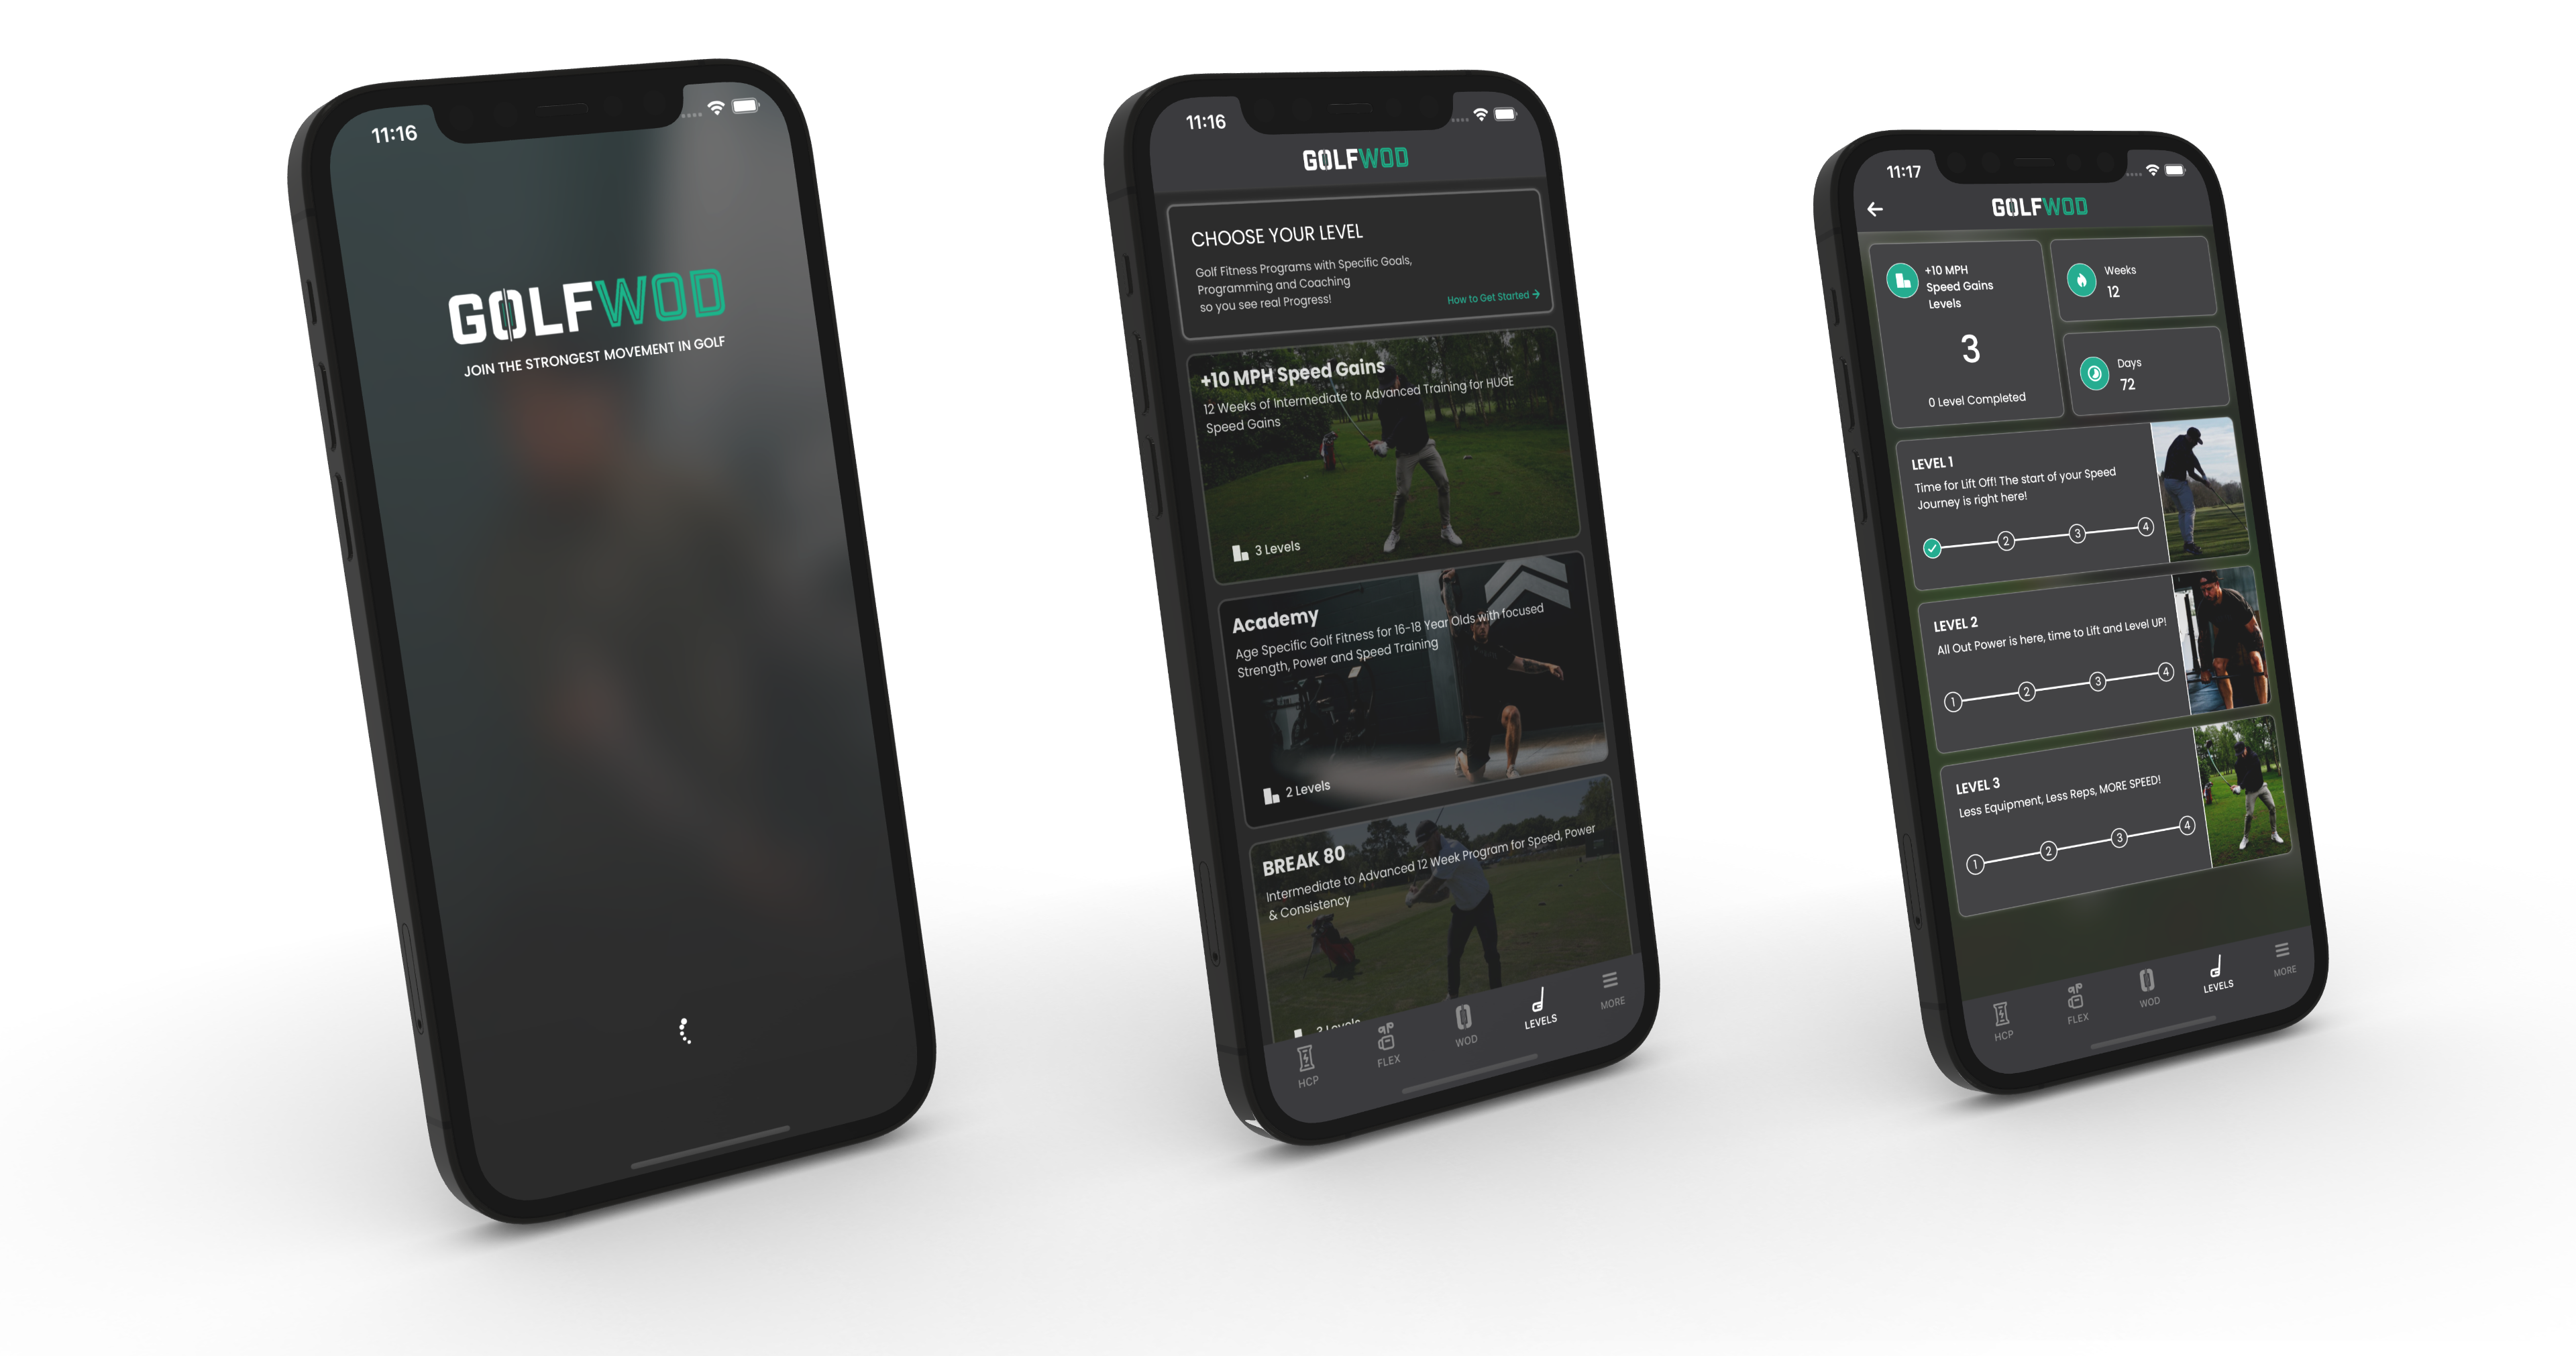 11:16
GOLFWOD
JOIN THE STRONGEST MOVEMENT IN GOLF
11:16
GOLFWOD
CHOOSE YOUR LEVEL
Golf Fitness Programs with Specific Goals,
Programming and Coaching
so you see real Progress!
How to Get Started →
+10 MPH Speed Gains
12 Weeks of Intermediate to Advanced Training for HUGE
Speed Gains
3 Levels
Academy
Age Specific Golf Fitness for 16-18 Year Olds with focused
Strength, Power and Speed Training
2 Levels
BREAK 80
Intermediate to Advanced 12 Week Program for Speed, Power
& Consistency
3 Levels
HCP
FLEX
WOD
LEVELS
MORE
11:17
GOLFWOD
+10 MPH
Speed Gains
Levels
3
0 Level Completed
Weeks
12
Days
72
LEVEL 1
Time for Lift Off! The start of your Speed
Journey is right here!
2 3 4
LEVEL 2
All Out Power is here, time to Lift and Level UP!
1 2 3 4
LEVEL 3
Less Equipment, Less Reps, MORE SPEED!
1 2 3 4
HCP
FLEX
WOD
LEVELS
MORE